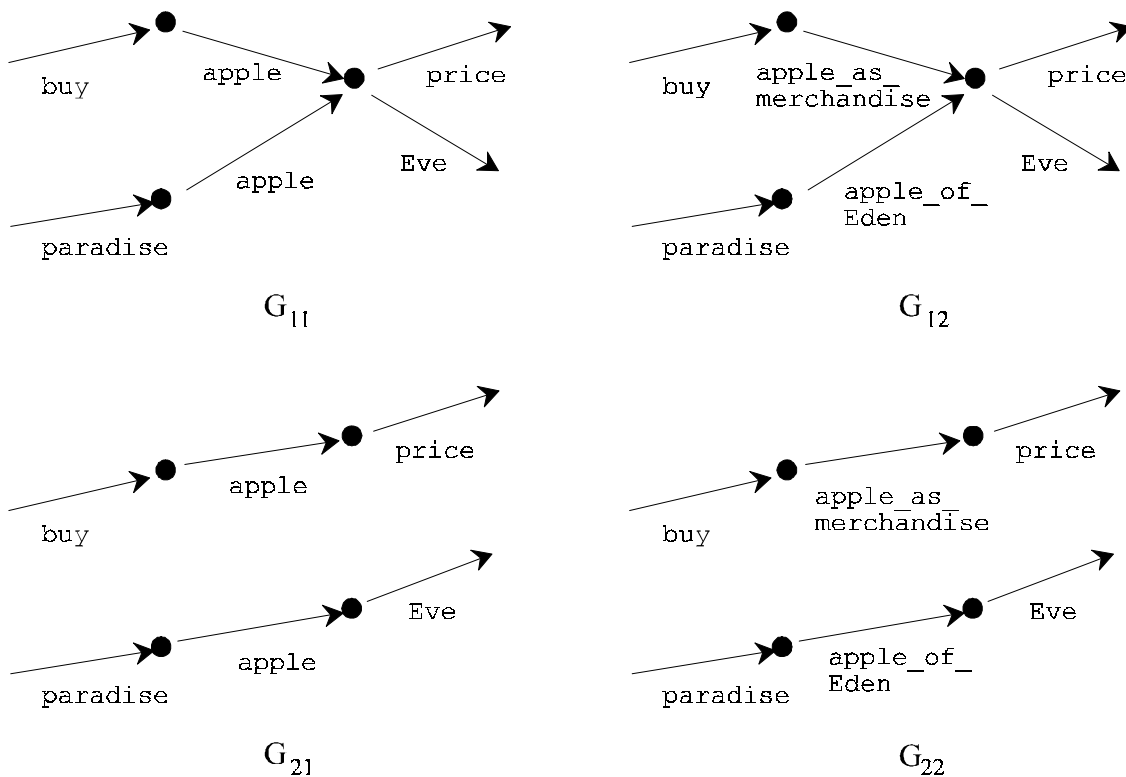 buy
apple
price
apple
Eve
paradise
G11
buy
apple_as_
merchandise
price
Eve
apple_of_
Eden
paradise
G12
price
apple
buy
Eve
apple
paradise
G21
price
apple_as_
merchandise
buy
Eve
apple_of_
Eden
paradise
G22